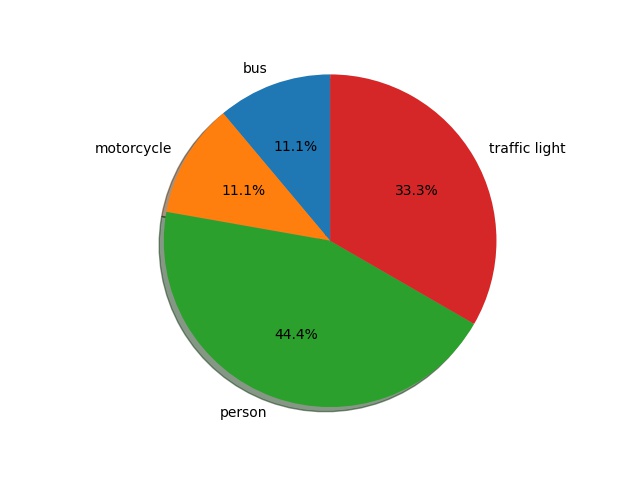 bus
11.1%
motorcycle
traffic light
11.1%
33.3%
44.4%
person